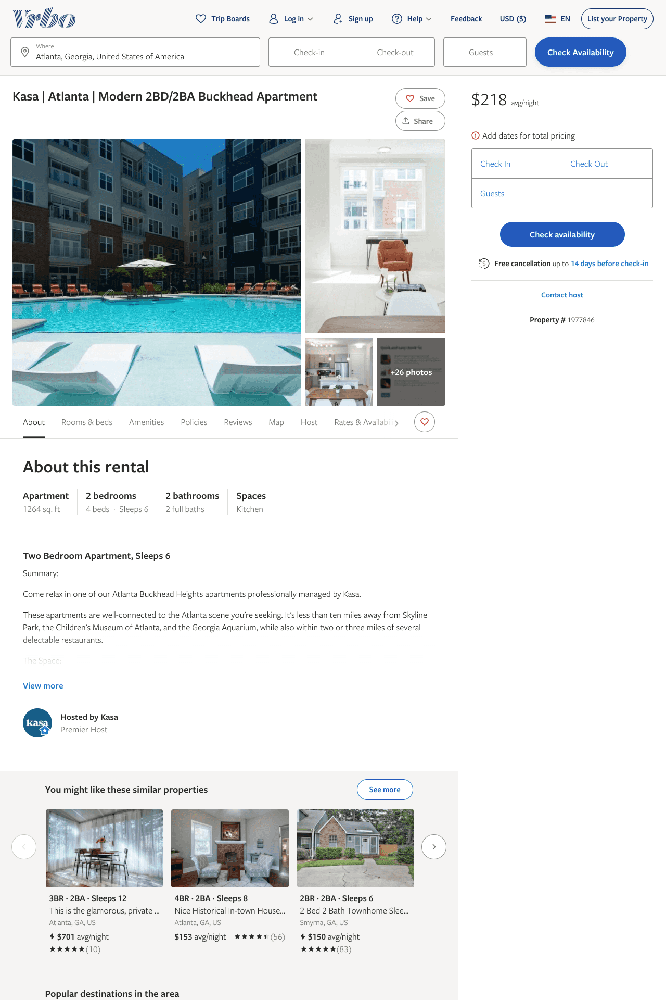 Vrbo
Trip Boards
Log in
Sign up
Help
Feedback
USD ($)
EN
List your Property
Where
Atlanta, Georgia, United States of America
Check-in
Check-out
Guests
Check Availability
Kasa | Atlanta | Modern 2BD/2BA Buckhead Apartment
Save
Share
$218 avg/night
Add dates for total pricing
Check In
Check Out
Guests
Check availability
Free cancellation up to 14 days before check-in
Contact host
Property # 1977846
Quick and easy check-in
+26 photos
About
Rooms & beds
Amenities
Policies
Reviews
Map
Host
Rates & Availabili
About this rental
Apartment
1264 sq. ft
2 bedrooms
4 beds · Sleeps 6
2 bathrooms
2 full baths
Spaces
Kitchen
Two Bedroom Apartment, Sleeps 6
Summary:
Come relax in one of our Atlanta Buckhead Heights apartments professionally managed by Kasa.
These apartments are well-connected to the Atlanta scene you're seeking. It's less than ten miles away from Skyline
Park, the Children's Museum of Atlanta, and the Georgia Aquarium, while also within two or three miles of several
delectable restaurants.
The Space:
View more
kasa
Hosted by Kasa
Premier Host
You might like these similar properties
See more
3BR · 2BA · Sleeps 12
This is the glamorous, private ...
Atlanta, GA, US
$701 avg/night
(10)
4BR · 2BA · Sleeps 8
Nice Historical In-town House...
Atlanta, GA, US
$153 avg/night
(56)
2BR · 2BA · Sleeps 6
2 Bed 2 Bath Townhome Slee...
Smyrna, GA, US
$150 avg/night
(83)
Popular destinations in the area